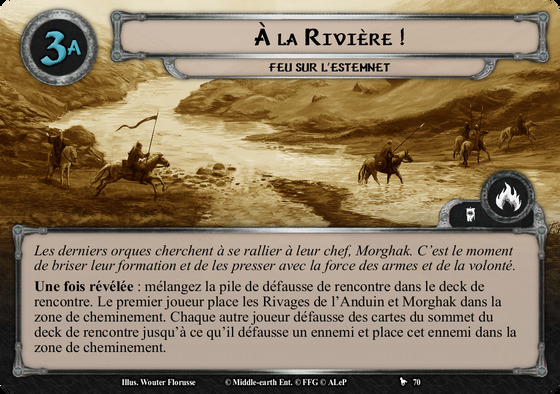 3A
À la Rivière !
FEU SUR L'ESTEMNET
Les derniers orques cherchent à se rallier à leur chef, Morghak. C'est le moment
de briser leur formation et de les presser avec la force des armes et de la volonté.
Une fois révélée : mélangez la pile de défausse de rencontre dans le deck de
rencontre. Le premier joueur place les Rivages de l'Anduin et Morghak dans la
zone de cheminement. Chaque autre joueur défausse des cartes du sommet du
deck de rencontre jusqu'à ce qu'il défausse un ennemi et place cet ennemi dans la
zone de cheminement.
Illus. Wouter Florusse © Middle-earth Ent. © FFG © ALeP 70